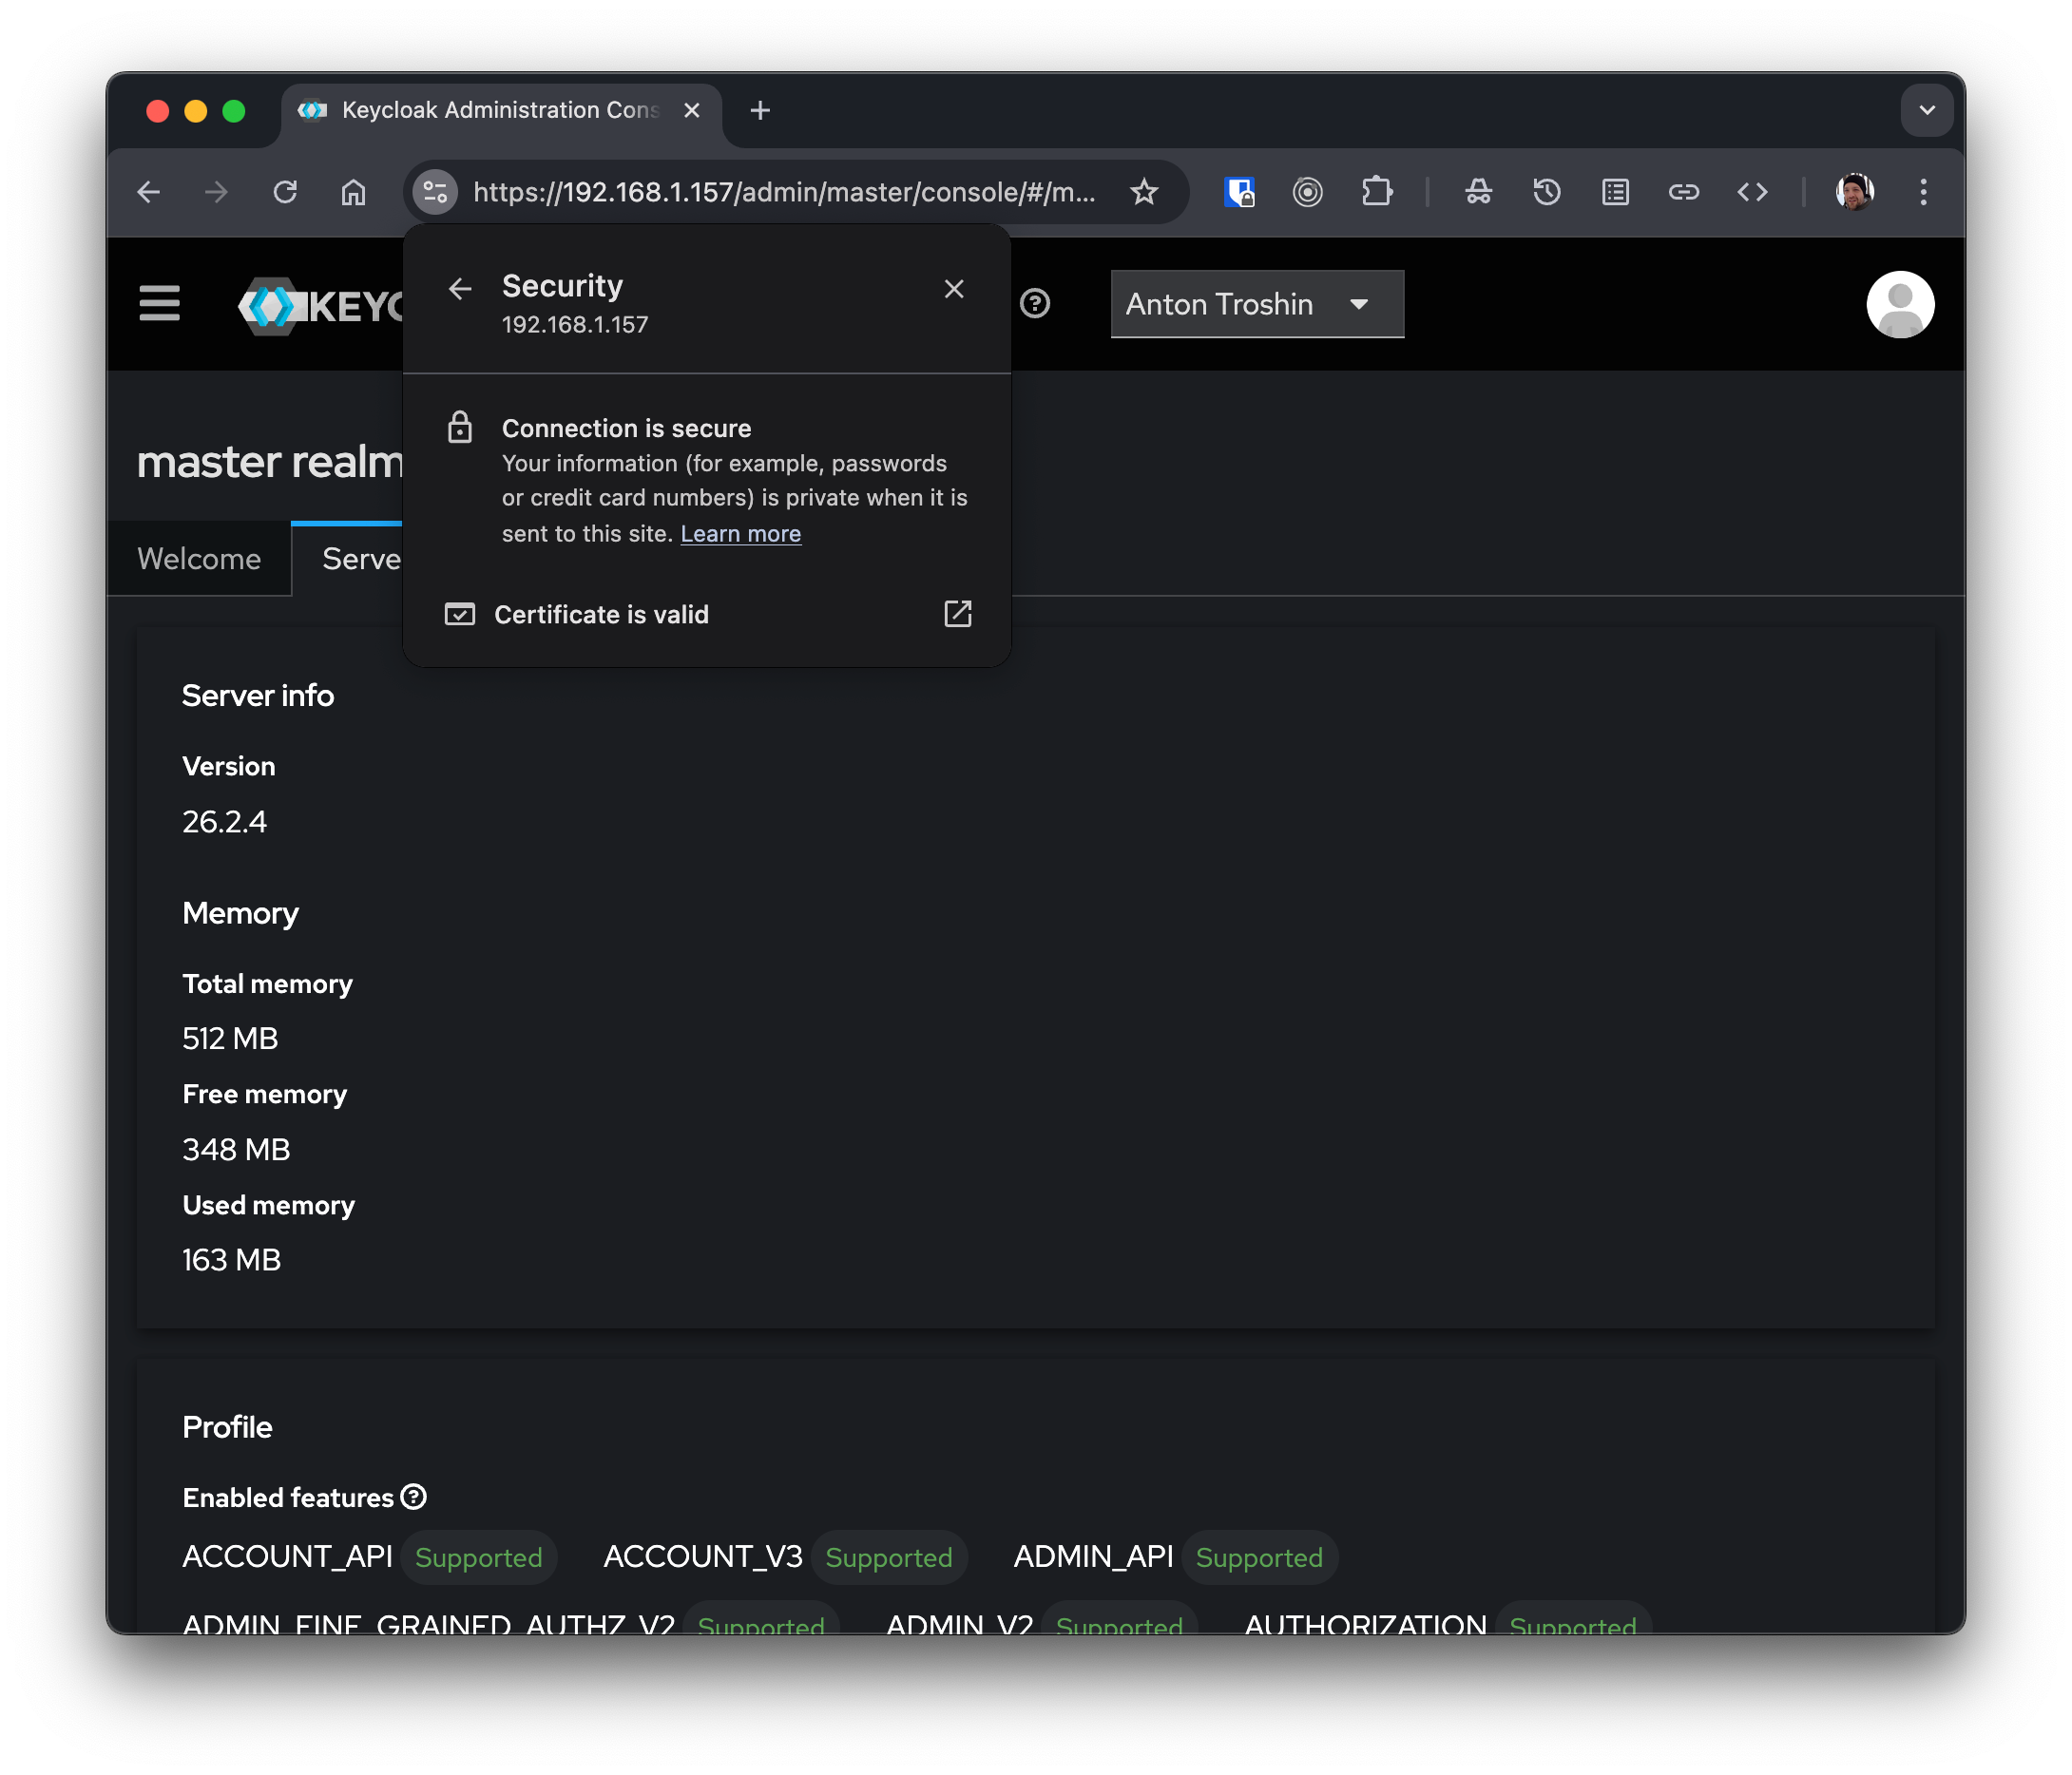 Keycloak Administration Cons
https://192.168.1.157/admin/master/console/#/m...
KEYC
Security
192.168.1.157
Anton Troshin
Connection is secure
Your information (for example, passwords
or credit card numbers) is private when it is
sent to this site. Learn more
Certificate is valid
master realm
Welcome
Serve
Server info
Version
26.2.4
Memory
Total memory
512 MB
Free memory
348 MB
Used memory
163 MB
Profile
Enabled features
ACCOUNT_API Supported ACCOUNT_V3 Supported ADMIN_API Supported
ADMIN_FINE_GRAINED_AUTHZ_V2 Supported ADMIN_V2 Supported AUTHORIZATION Supported